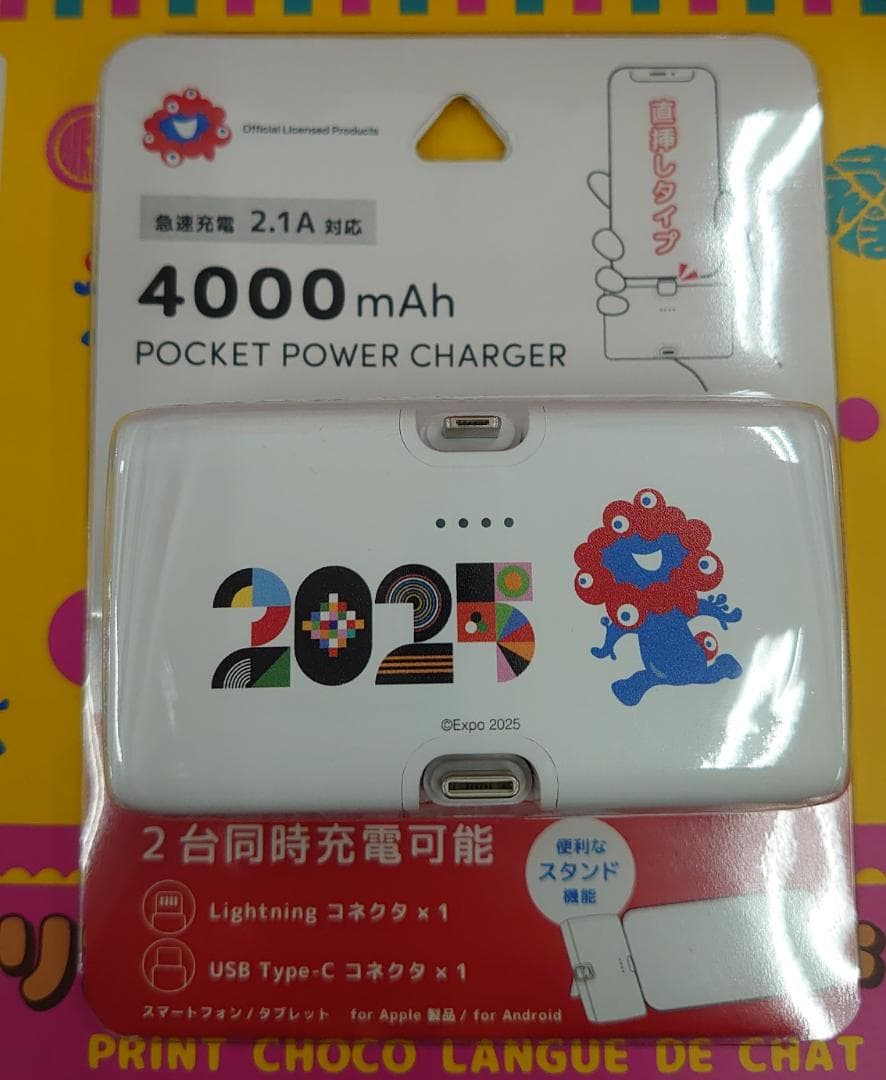 Official Licensed Products
直挿しタイプ
急速充電 2.1A 対応
4000mAh
POCKET POWER CHARGER
2025
©Expo 2025
2台同時充電可能
便利な
スタンド
機能
Lightning コネクタ × 1
USB Type-C コネクタ × 1
スマートフォン/タブレット for Apple 製品 / for Android
リ
PRINT CHOCO LANGUE DE CHAT